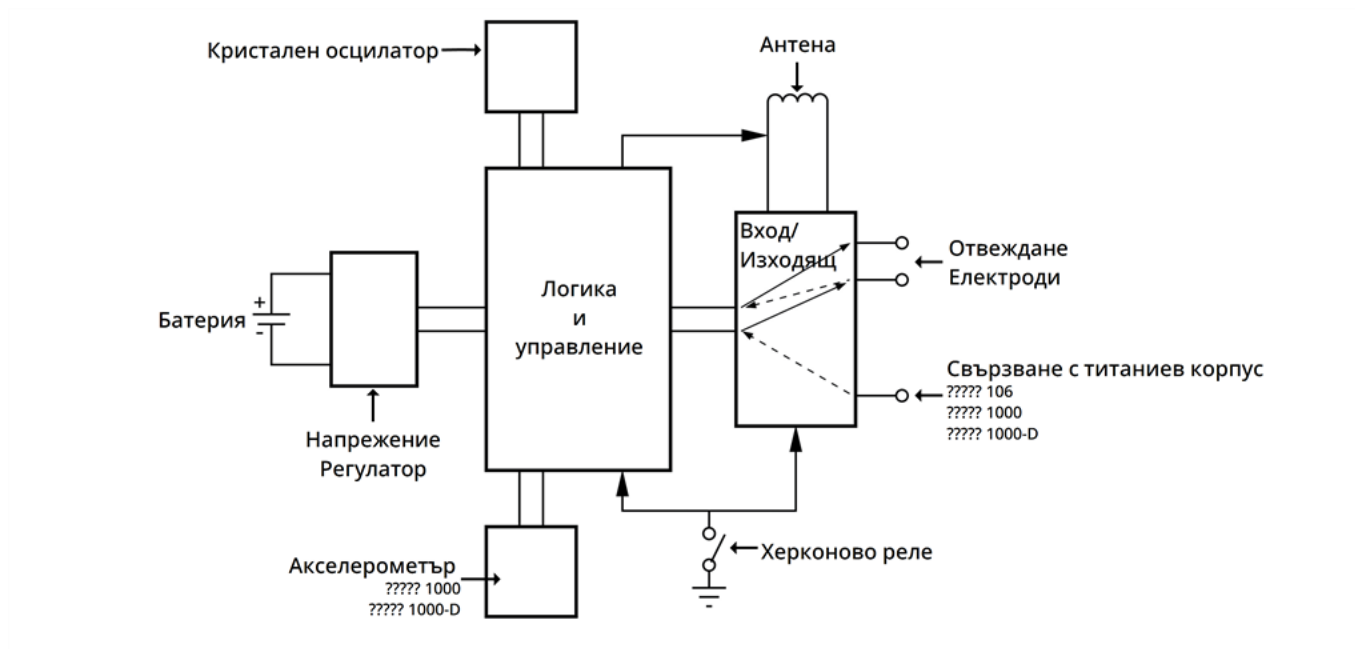 Кристален осцилатор
Антена
Вход/
Изходящ
Отвеждане
Електроди
Логика
и
управление
Батерия
+
-
Свързване с титаниев корпус
????? 106
????? 1000
????? 1000-D
Напрежение
Регулатор
Херконово реле
Акселерометър
????? 1000
????? 1000-D